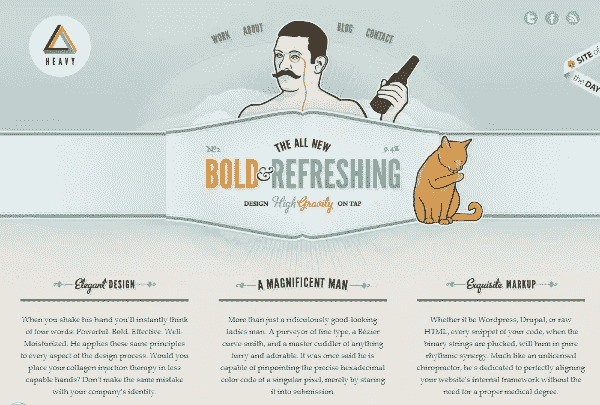 WORK ABOUT BLOG CONTACT
HEAVY
SITE of
the DAY
THE ALL NEW
BOLD & REFRESHING
DESIGN High Gravity ON TAP
Elegant DESIGN
When you shake his hand you'll instantly think
of four words: Powerful. Bold. Effective. Well-
Moisturized. He applies these same principles
to every aspect of the design process. Would you
place your collagen injection therapy in less
capable hands? Don't make the same mistake
with your company's identity.
A MAGNIFICENT MAN
More than just a ridiculously good-looking
ladies man. A purveyor of fine type, a Bézier
curve smith, and a master cuddler of anything
furry and adorable. It was once said he is
capable of pinpointing the precise hexadecimal
color code of a singular pixel, merely by staring
it into submission.
Exquisite MARKUP
Whether it be Wordpress, Drupal, or raw
HTML, every snippet of your code, when the
binary strings are plucked, will hum in pure
rhythmic synergy. Much like an unlicensed
chiropractor, he's dedicated to perfectly aligning
your website's internal framework without the
need for a proper medical degree.